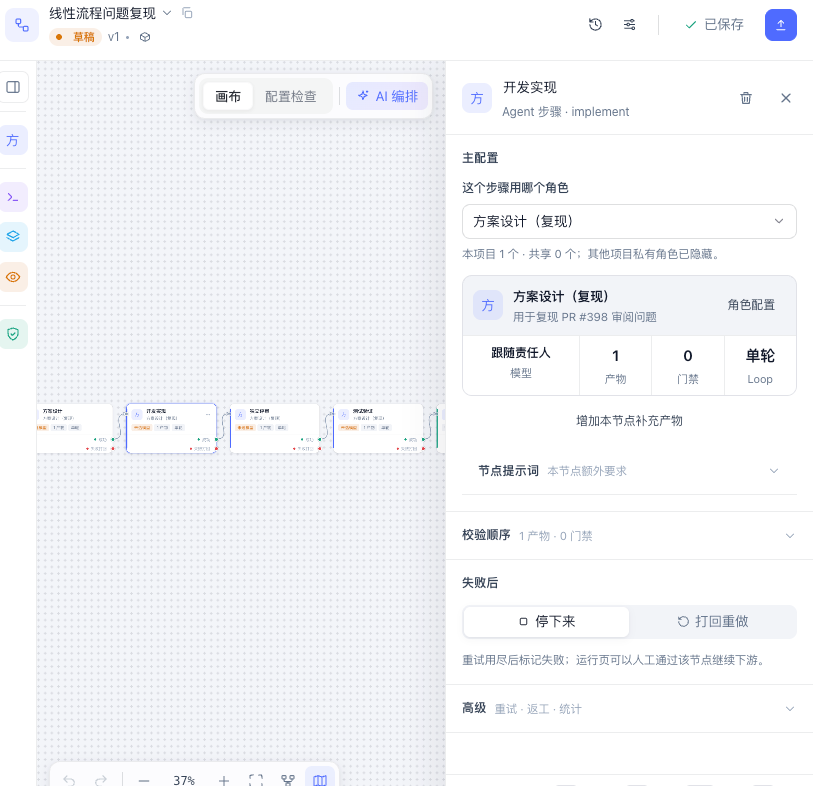 线性流程问题复现
草稿 v1 •
已保存
画布 配置检查 AI 编排
方
方
开发实现
Agent 步骤 · implement
主配置
这个步骤用哪个角色
方案设计（复现）
本项目 1 个 · 共享 0 个；其他项目私有角色已隐藏。
方
方案设计（复现）
用于复现 PR #398 审阅问题
角色配置
跟随责任人 1 0 单轮
模型 产物 门禁 Loop
增加本节点补充产物
节点提示词 本节点额外要求
校验顺序 1 产物 · 0 门禁
失败后
停下来 打回重做
重试用尽后标记失败；运行页可以人工通过该节点继续下游。
高级 重试 · 返工 · 统计
方案设计
开发实现
37%